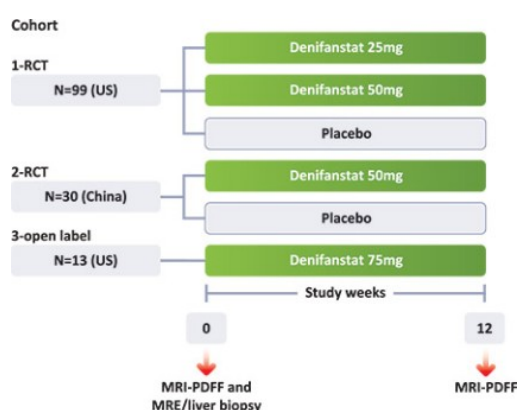 Cohort
1-RCT
N=99 (US)
Denifanstat 25mg
Denifanstat 50mg
Placebo
2-RCT
N=30 (China)
Denifanstat 50mg
Placebo
3-open label
N=13 (US)
Denifanstat 75mg
Study weeks
0
12
MRI-PDFF and
MRE/liver biopsy
MRI-PDFF